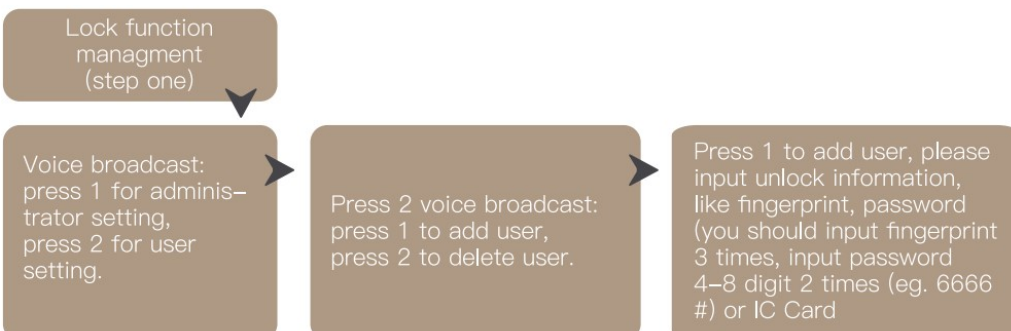 Lock function
managment
(step one)
Voice broadcast:
press 1 for adminis–
trator setting,
press 2 for user
setting.
Press 2 voice broadcast:
press 1 to add user,
press 2 to delete user.
Press 1 to add user, please
input unlock information,
like fingerprint, password
(you should input fingerprint
3 times, input password
4–8 digit 2 times (eg. 6666
#) or IC Card